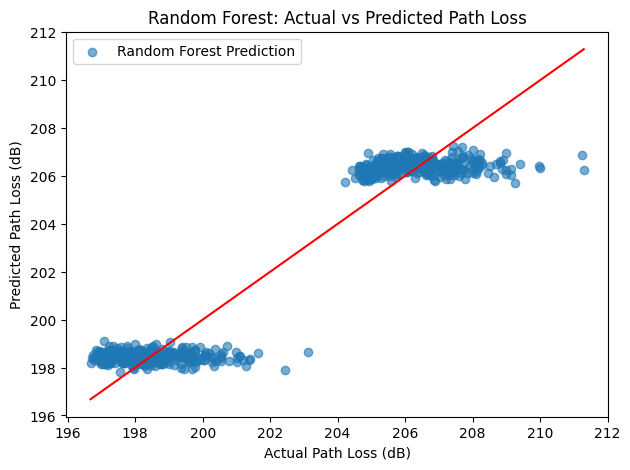 Random Forest: Actual vs Predicted Path Loss
Random Forest Prediction
Predicted Path Loss (dB)
212
210
208
206
204
202
200
198
196
196 198 200 202 204 206 208 210 212
Actual Path Loss (dB)